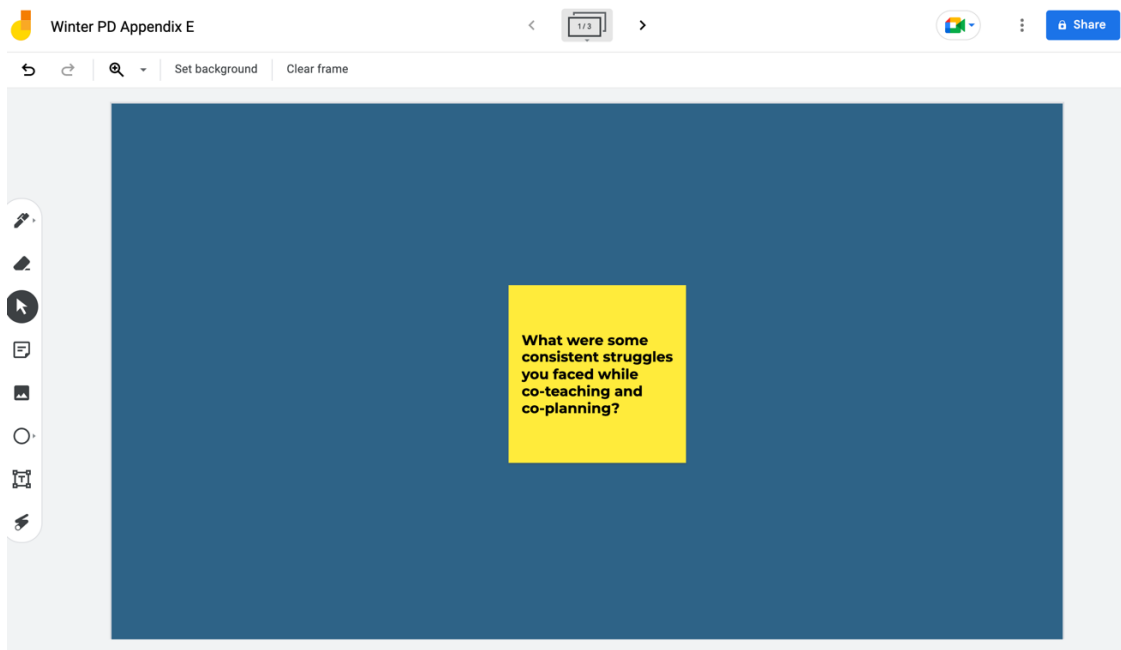 Winter PD Appendix E
1/3
Share
Set background
Clear frame
What were some
consistent struggles
you faced while
co-teaching and
co-planning?